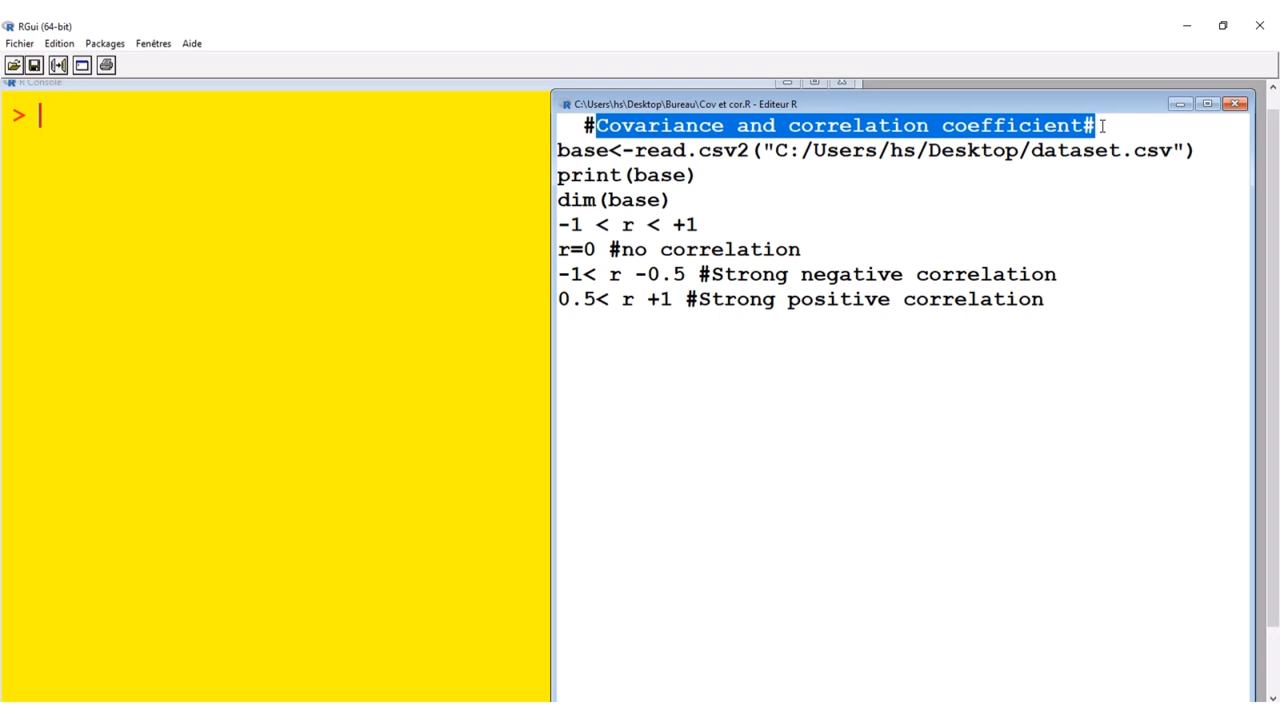 RGui (64-bit)
Fichier Edition Packages Fenêtres Aide
R Console
>
C:\Users\hs\Desktop\Bureau\Cov et cor.R - Editeur R
#Covariance and correlation coefficient#
base<-read.csv2("C:/Users/hs/Desktop/dataset.csv")
print(base)
dim(base)
-1 < r < +1
r=0 #no correlation
-1< r -0.5 #Strong negative correlation
0.5< r +1 #Strong positive correlation